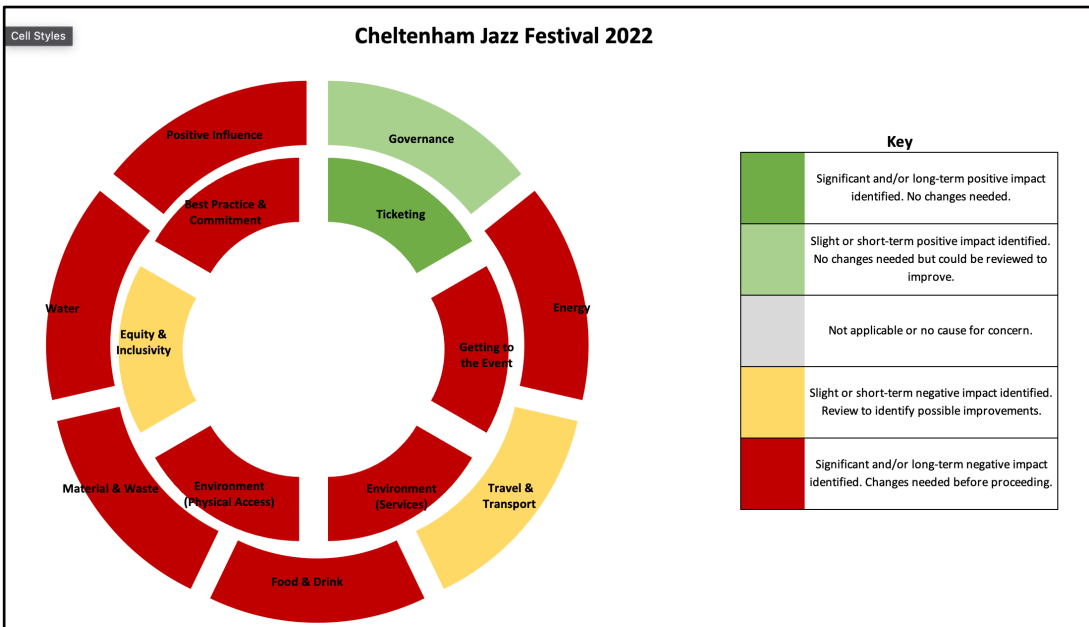 Cell Styles
Cheltenham Jazz Festival 2022
Positive Influence
Governance
Best Practice &
Commitment
Ticketing
Water
Energy
Equity &
Inclusivity
Getting to
the Event
Material & Waste
Environment
(Physical Access)
Environment
(Services)
Travel &
Transport
Food & Drink
Key
Significant and/or long-term positive impact
identified. No changes needed.
Slight or short-term positive impact identified.
No changes needed but could be reviewed to
improve.
Not applicable or no cause for concern.
Slight or short-term negative impact identified.
Review to identify possible improvements.
Significant and/or long-term negative impact
identified. Changes needed before proceeding.